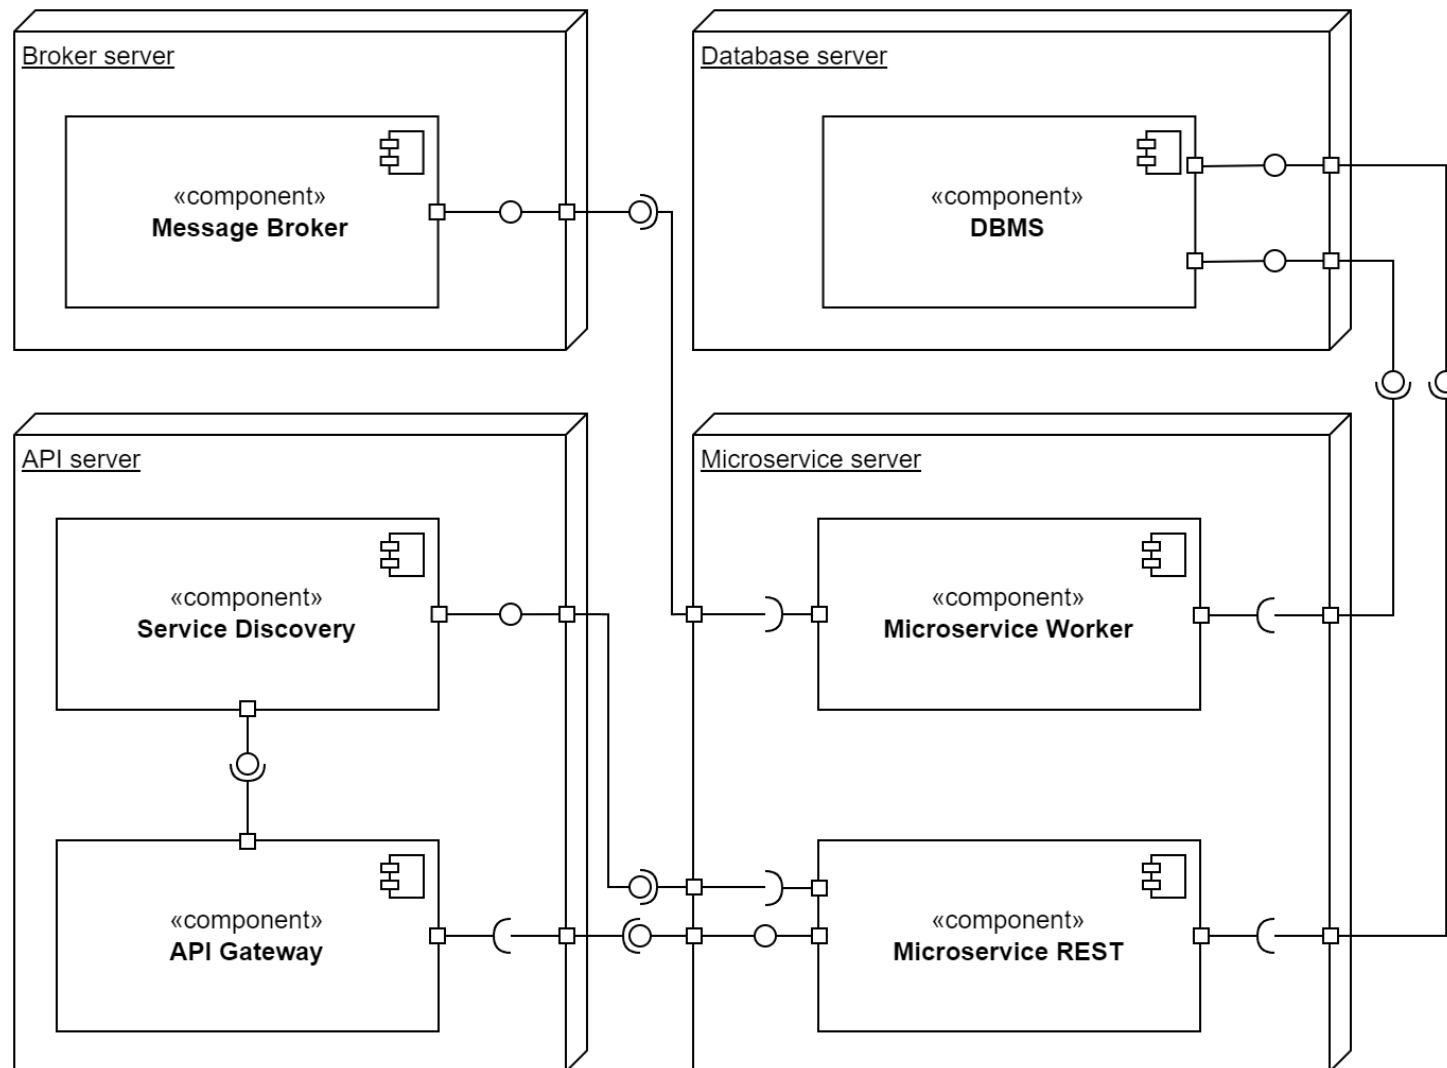 Broker server
«component»
Message Broker
Database server
«component»
DBMS
API server
«component»
Service Discovery
«component»
API Gateway
Microservice server
«component»
Microservice Worker
«component»
Microservice REST